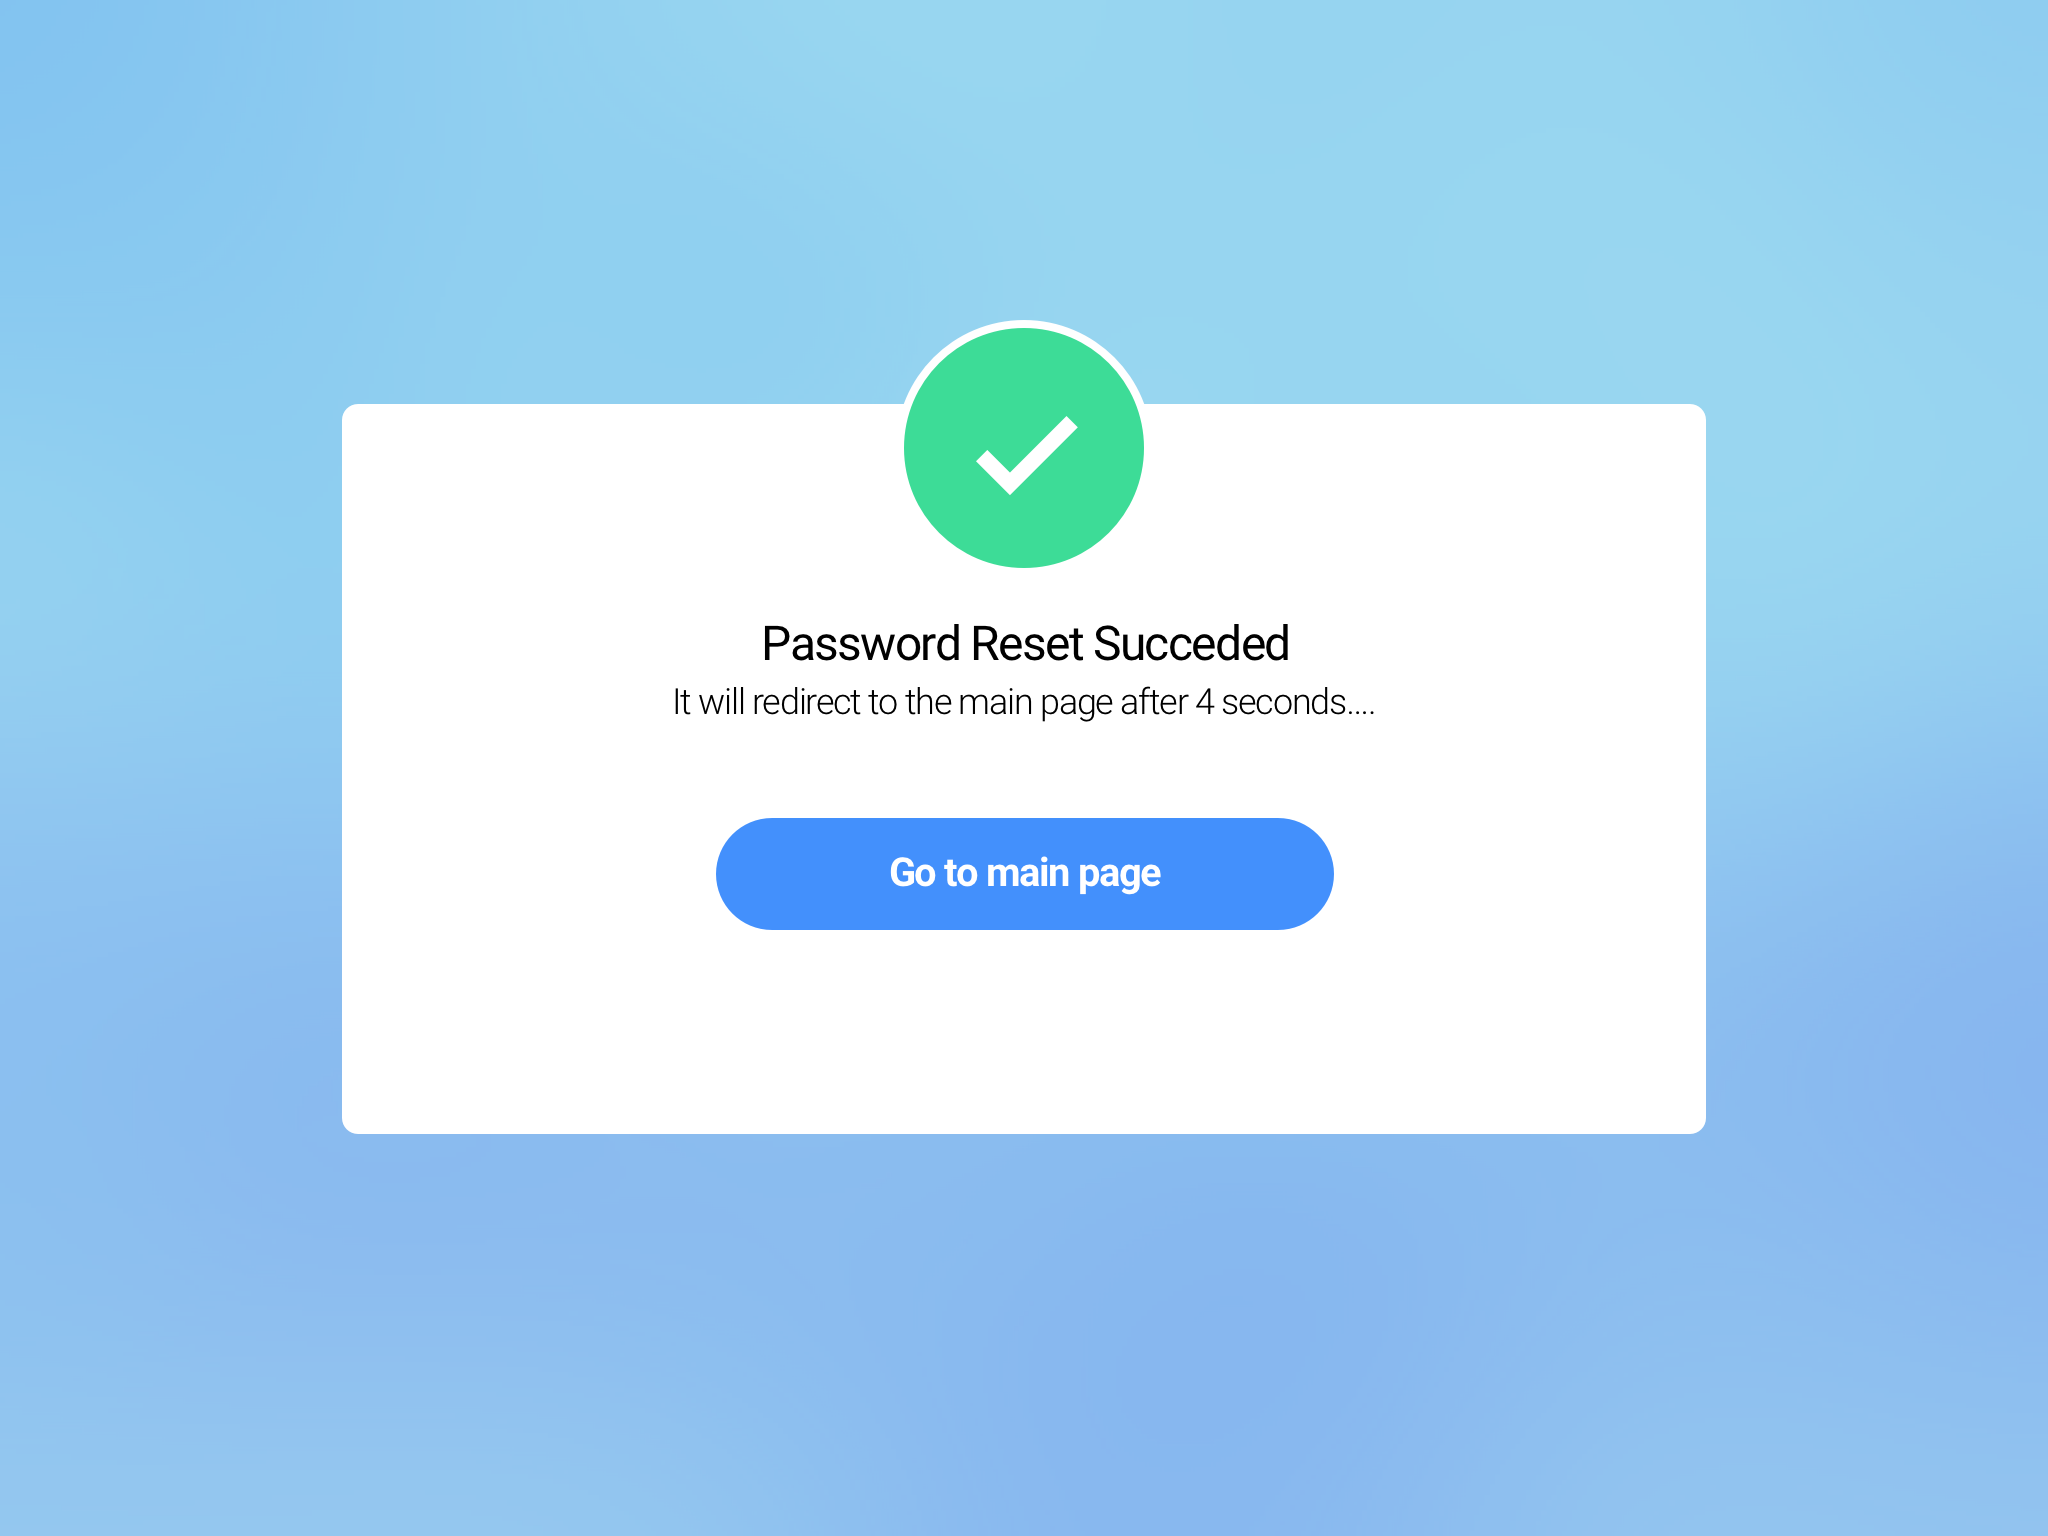 Password Reset Succeded
It will redirect to the main page after 4 seconds....
Go to main page